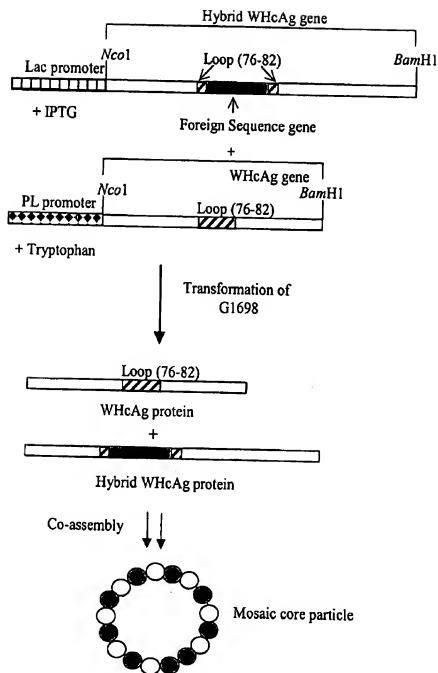 Hybrid WHcAg gene
Nco1
Loop (76-82)
BamH1
Lac promoter
+ IPTG
Foreign Sequence gene
+
WHcAg gene
Nco1
BamH1
PL promoter
Loop (76-82)
+ Tryptophan
Transformation of
G1698
Loop (76-82)
WHcAg protein
+
Hybrid WHcAg protein
Co-assembly
Mosaic core particle